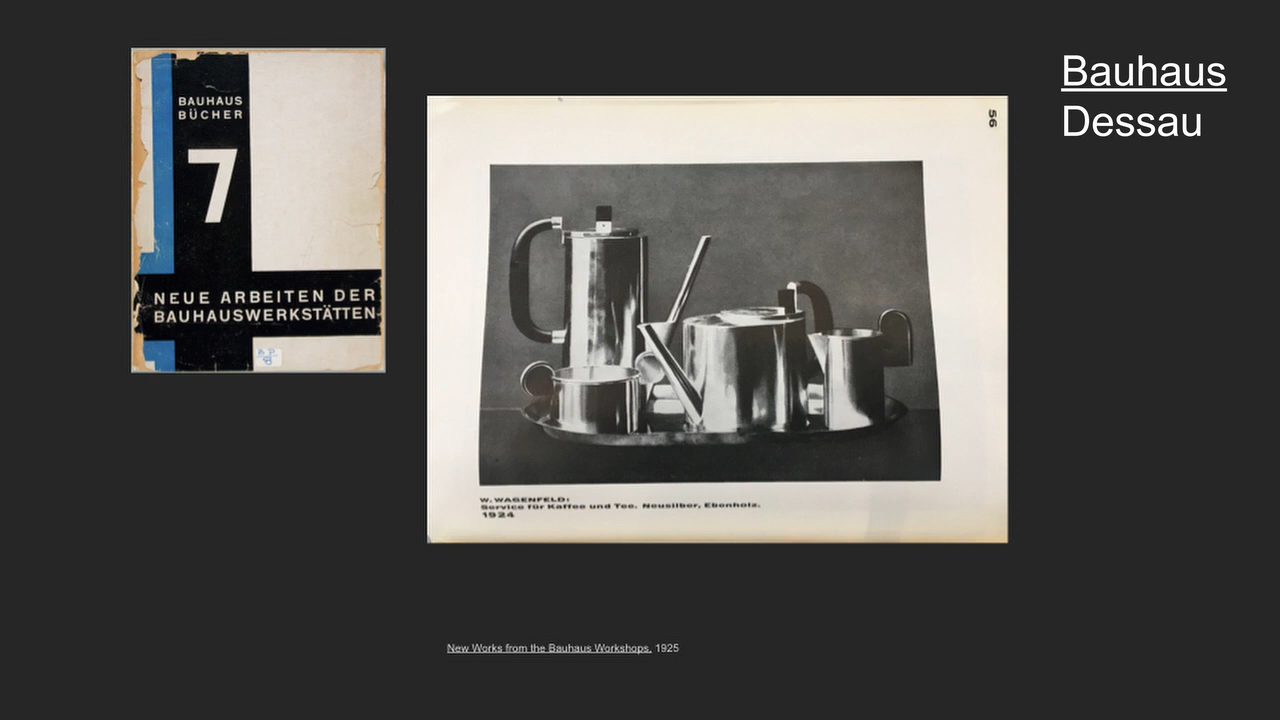 Bauhaus
Dessau
BAUHAUS
BÜCHER
7
NEUE ARBEITEN DER
BAUHAUSWERKSTÄTTEN
56
W. WAGENFELD:
Service für Kaffee und Tee. Neusilber, Ebenholz.
1924
New Works from the Bauhaus Workshops, 1925